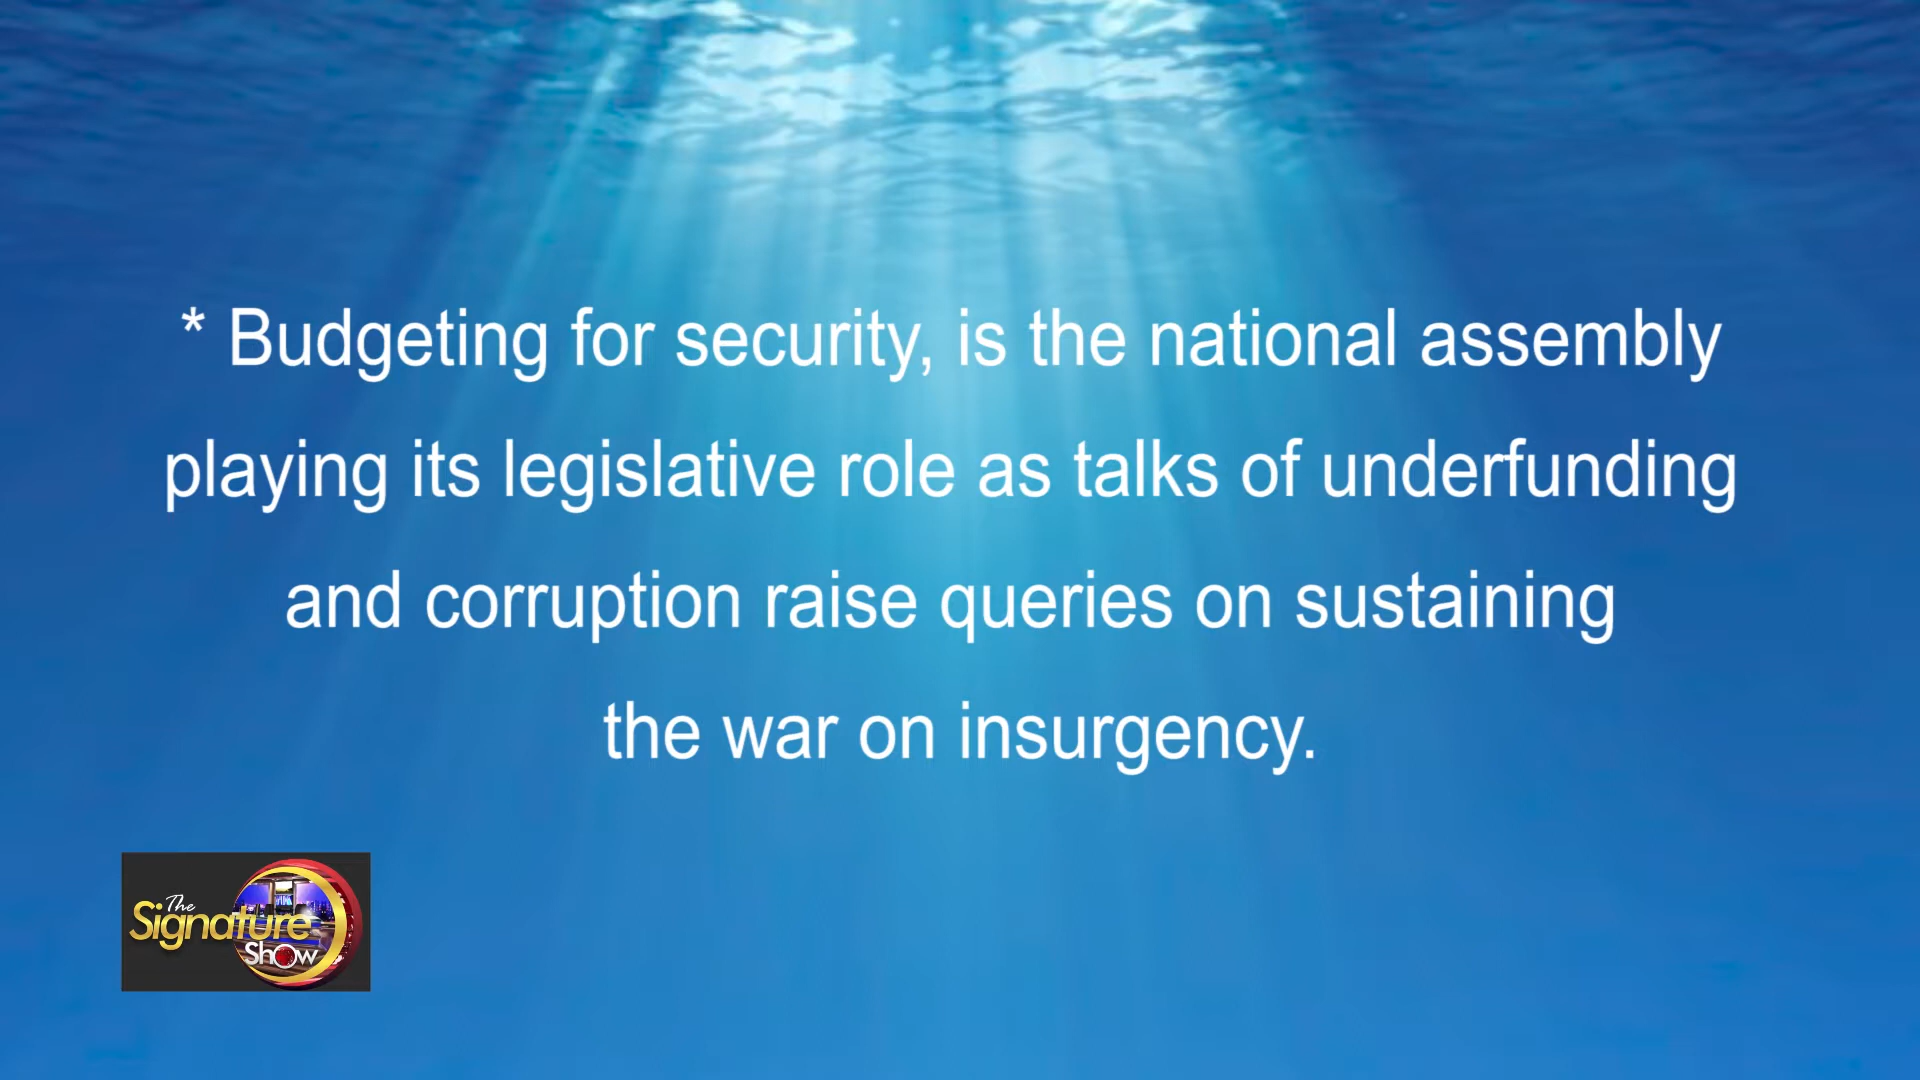 * Budgeting for security, is the national assembly
playing its legislative role as talks of underfunding
and corruption raise queries on sustaining
the war on insurgency.
The
Signature
Show